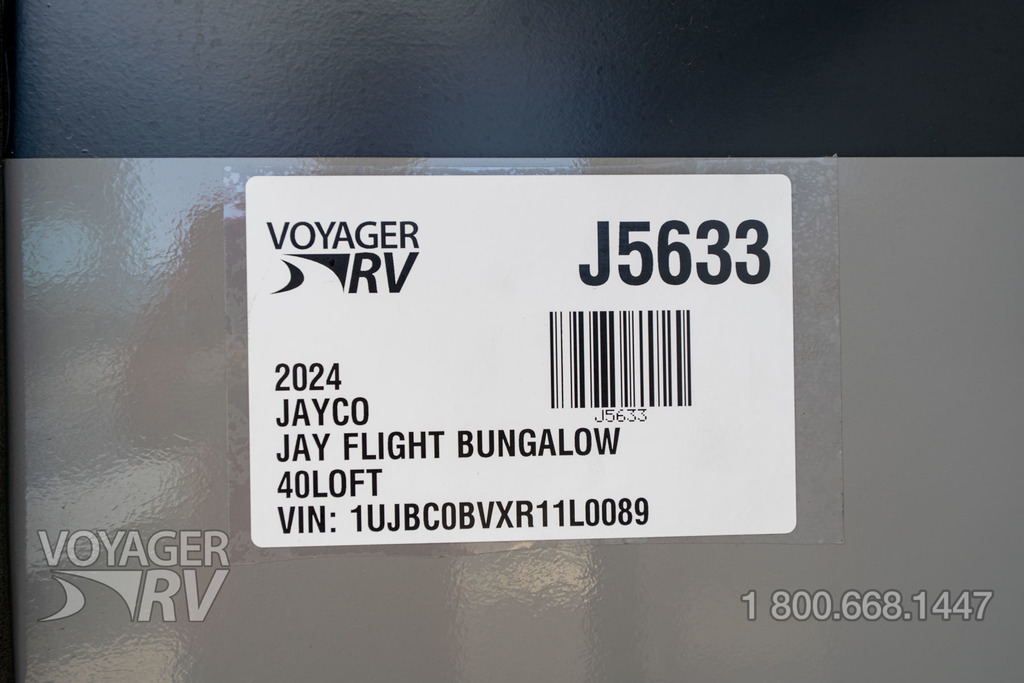 VOYAGER
RV
J5633
J5633
2024
JAYCO
JAY FLIGHT BUNGALOW
40LOFT
VIN: 1UJBC0BVXR11L0089
VOYAGER
RV
1 800.668.1447